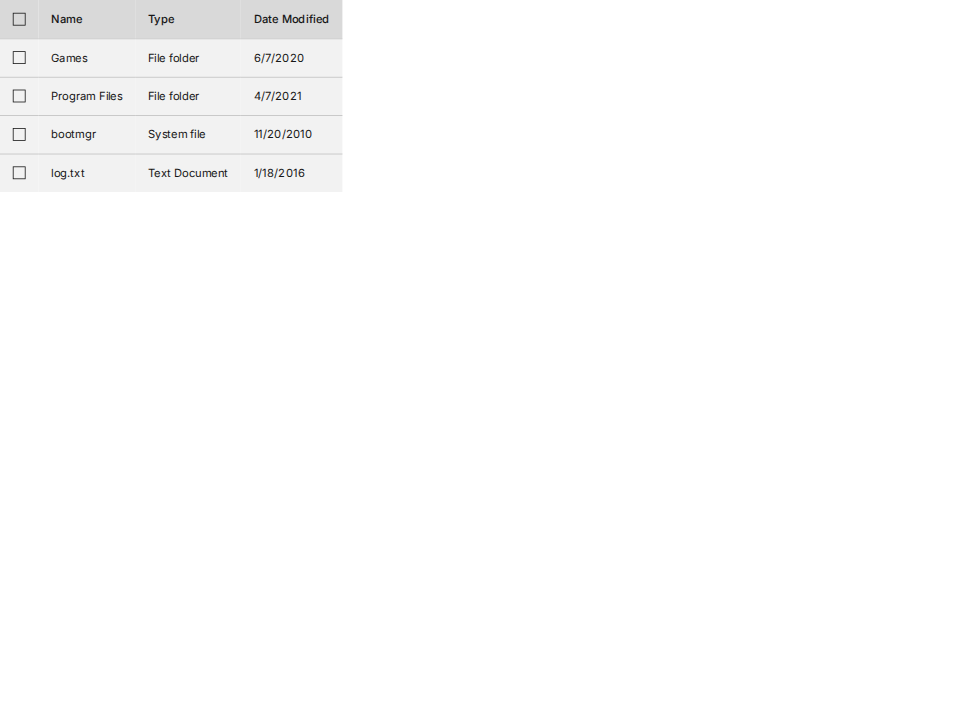 Name Type Date Modified
Games File folder 6/7/2020
Program Files File folder 4/7/2021
bootmgr System file 11/20/2010
log.txt Text Document 1/18/2016